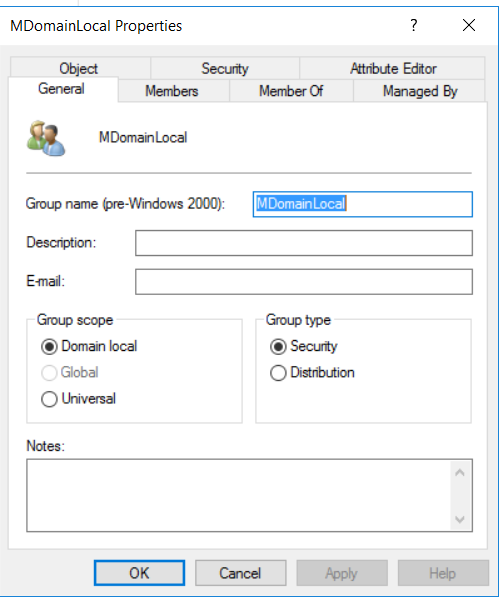 MDomainLocal Properties
?
Object Security Attribute Editor
General Members Member Of Managed By
MDomainLocal
Group name (pre-Windows 2000): MDomainLocal
Description:
E-mail:
Group scope Group type
Domain local Security
Global Distribution
Universal
Notes:
OK Cancel Apply Help